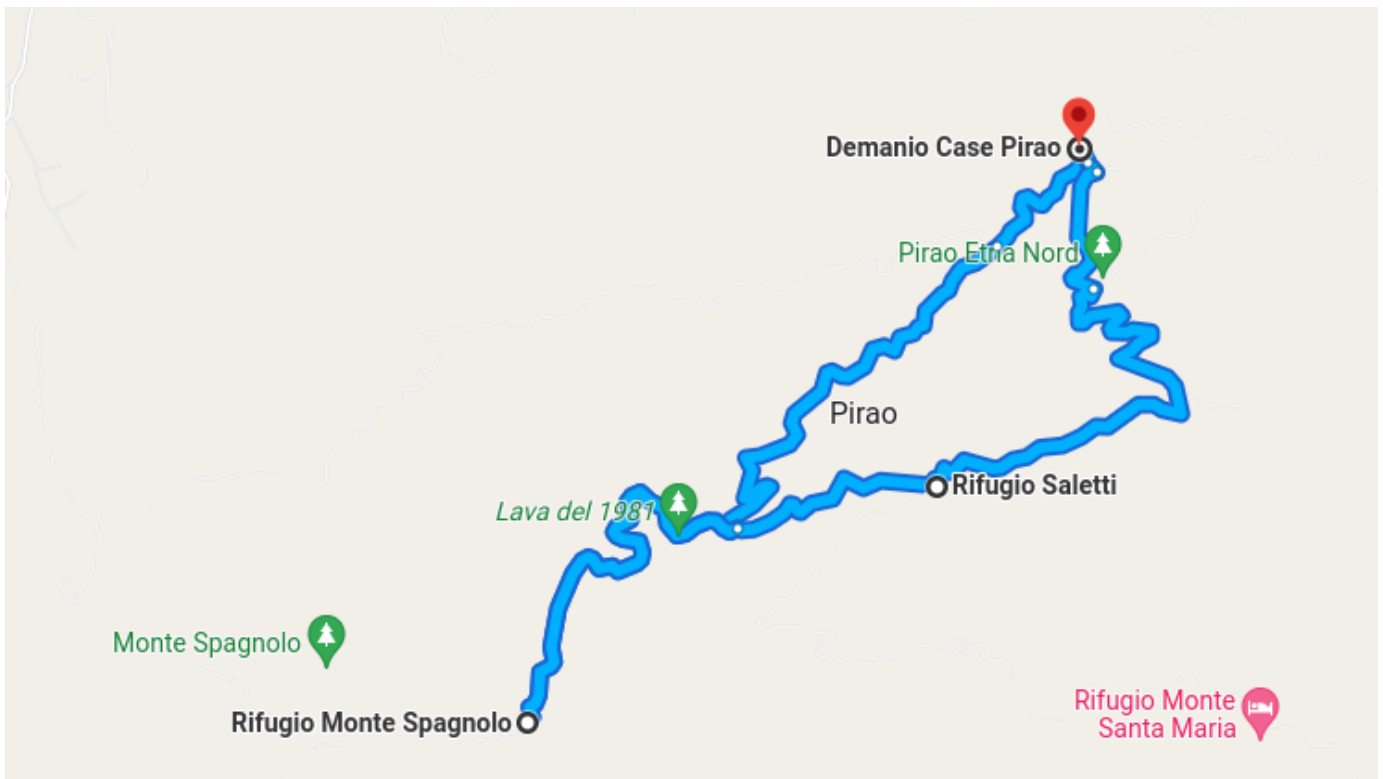 Demanio Case Pirao
Pirao Etna Nord
Pirao
Rifugio Saletti
Lava del 1981
Monte Spagnolo
Rifugio Monte Spagnolo
Rifugio Monte
Santa Maria